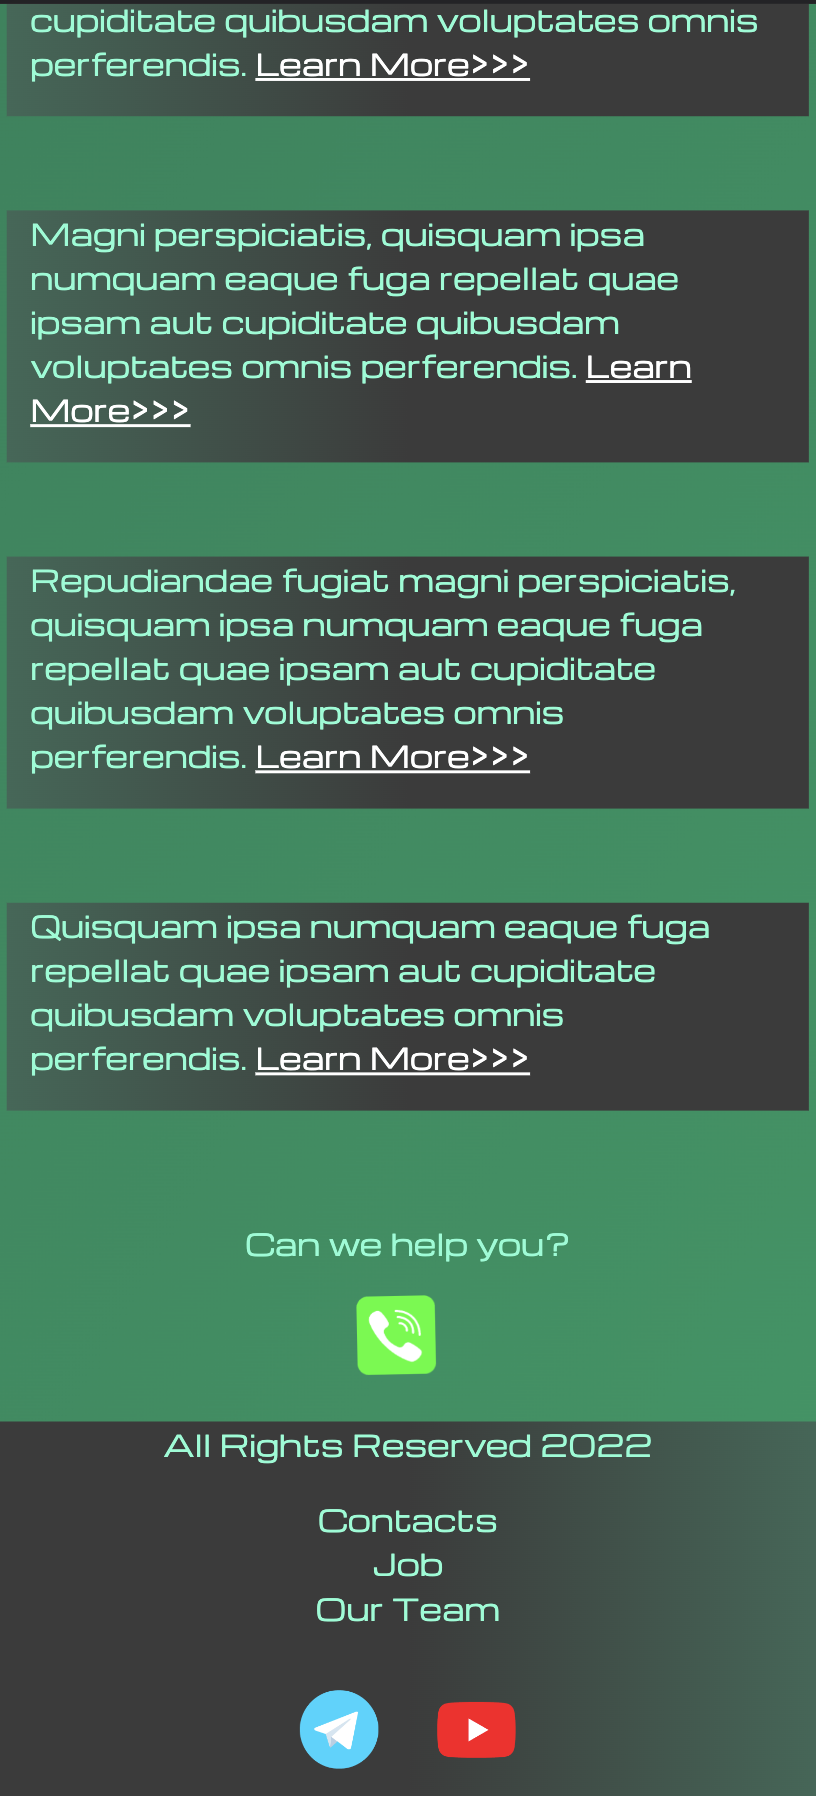 cupiditate quibusdam voluptates omnis
perferendis. Learn More>>>
Magni perspiciatis, quisquam ipsa
numquam eaque fuga repellat quae
ipsam aut cupiditate quibusdam
voluptates omnis perferendis. Learn
More>>>
Repudiandae fugiat magni perspiciatis,
quisquam ipsa numquam eaque fuga
repellat quae ipsam aut cupiditate
quibusdam voluptates omnis
perferendis. Learn More>>>
Quisquam ipsa numquam eaque fuga
repellat quae ipsam aut cupiditate
quibusdam voluptates omnis
perferendis. Learn More>>>
Can we help you?
All Rights Reserved 2022
Contacts
Job
Our Team